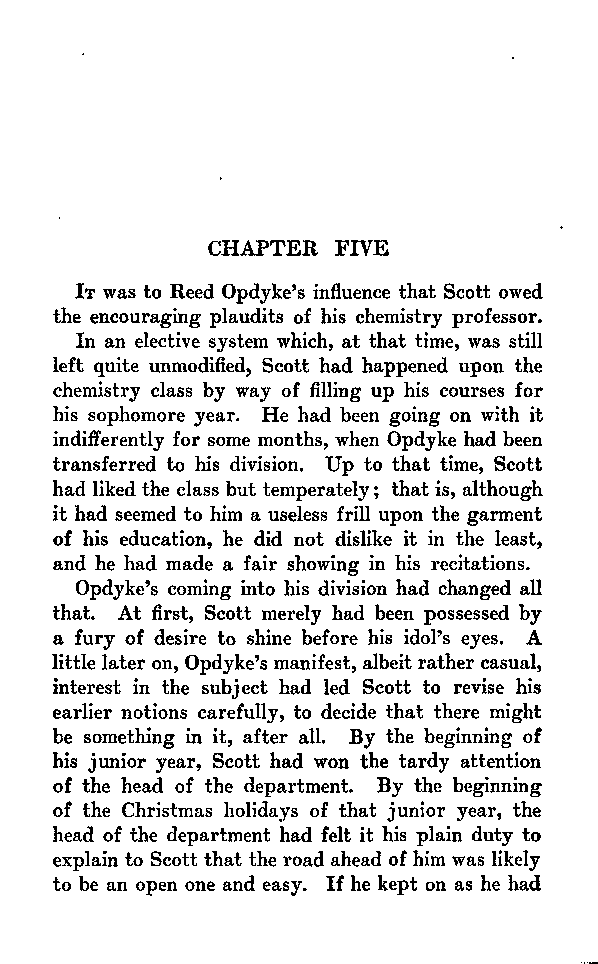 CHAPTER FIVE
It was to Reed Opdyke's influence that Scott owed
the encouraging plaudits of his chemistry professor.
In an elective system which, at that time, was still
left quite unmodified, Scott had happened upon the
chemistry class by way of filling up his courses for
his sophomore year. He had been going on with it
indifferently for some months, when Opdyke had been
transferred to his division. Up to that time, Scott
had liked the class but temperately; that is, although
it had seemed to him a useless frill upon the garment
of his education, he did not dislike it in the least,
and he had made a fair showing in his recitations.
Opdyke's coming into his division had changed all
that. At first, Scott merely had been possessed by
a fury of desire to shine before his idol's eyes. A
little later on, Opdyke's manifest, albeit rather casual,
interest in the subject had led Scott to revise his
earlier notions carefully, to decide that there might
be something in it, after all. By the beginning of
his junior year, Scott had won the tardy attention
of the head of the department. By the beginning
of the Christmas holidays of that junior year, the
head of the department had felt it his plain duty to
explain to Scott that the road ahead of him was likely
to be an open one and easy. If he kept on as he had